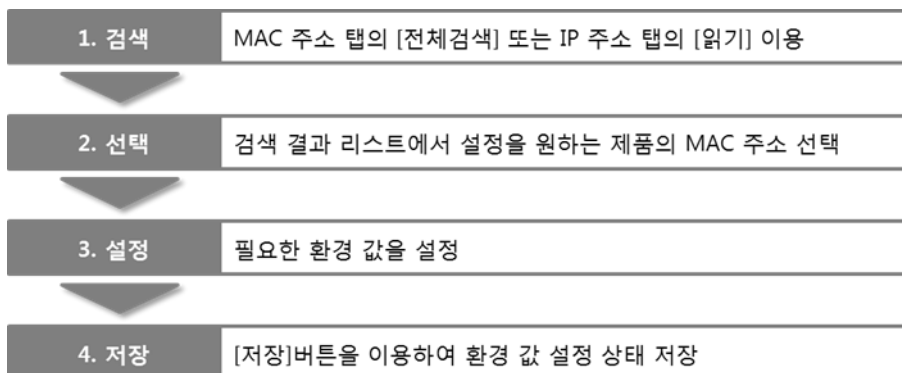 1. 검색 MAC 주소 탭의 [전체검색] 또는 IP 주소 탭의 [읽기] 이용
2. 선택 검색 결과 리스트에서 설정을 원하는 제품의 MAC 주소 선택
3. 설정 필요한 환경 값을 설정
4. 저장 [저장]버튼을 이용하여 환경 값 설정 상태 저장